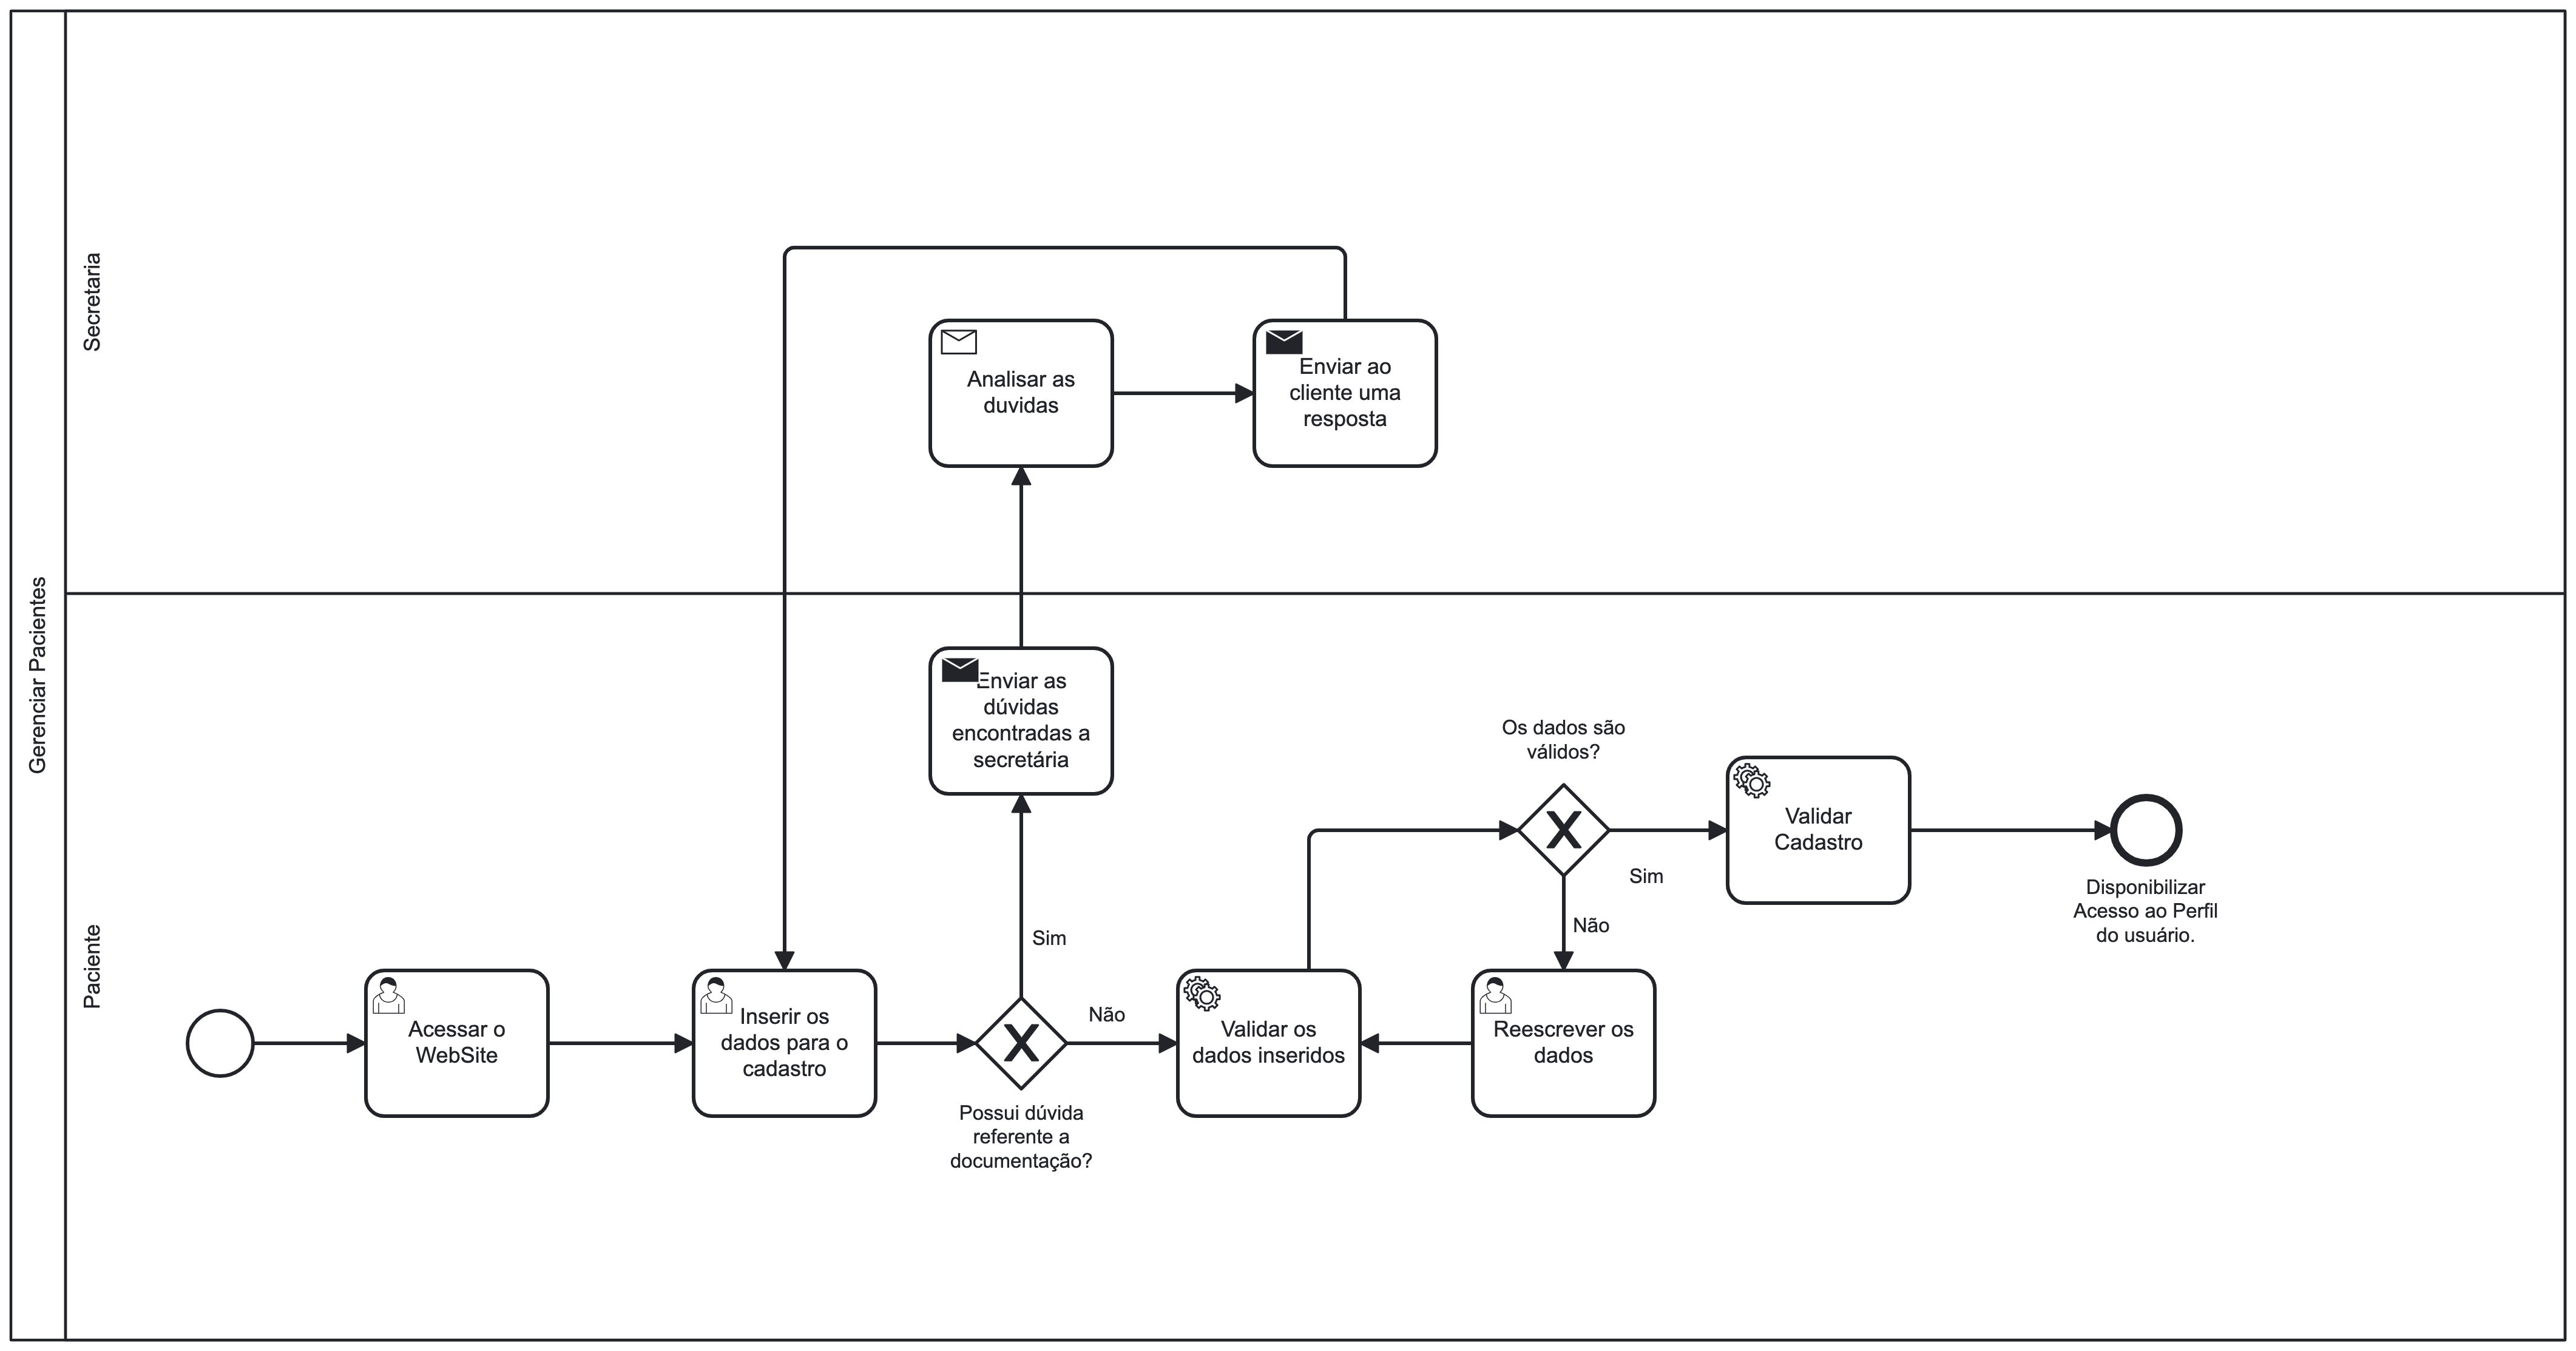 Gerenciar Pacientes
Secretaria
Analisar as
duvidas
Enviar ao
cliente uma
resposta
Paciente
Enviar as
dúvidas
encontradas a
secretária
Os dados são
válidos?
Validar
Cadastro
Sim
Não
Disponibilizar
Acesso ao Perfil
do usuário.
Sim
Não
Acessar o
WebSite
Inserir os
dados para o
cadastro
Possui dúvida
referente a
documentação?
Validar os
dados inseridos
Reescrever os
dados